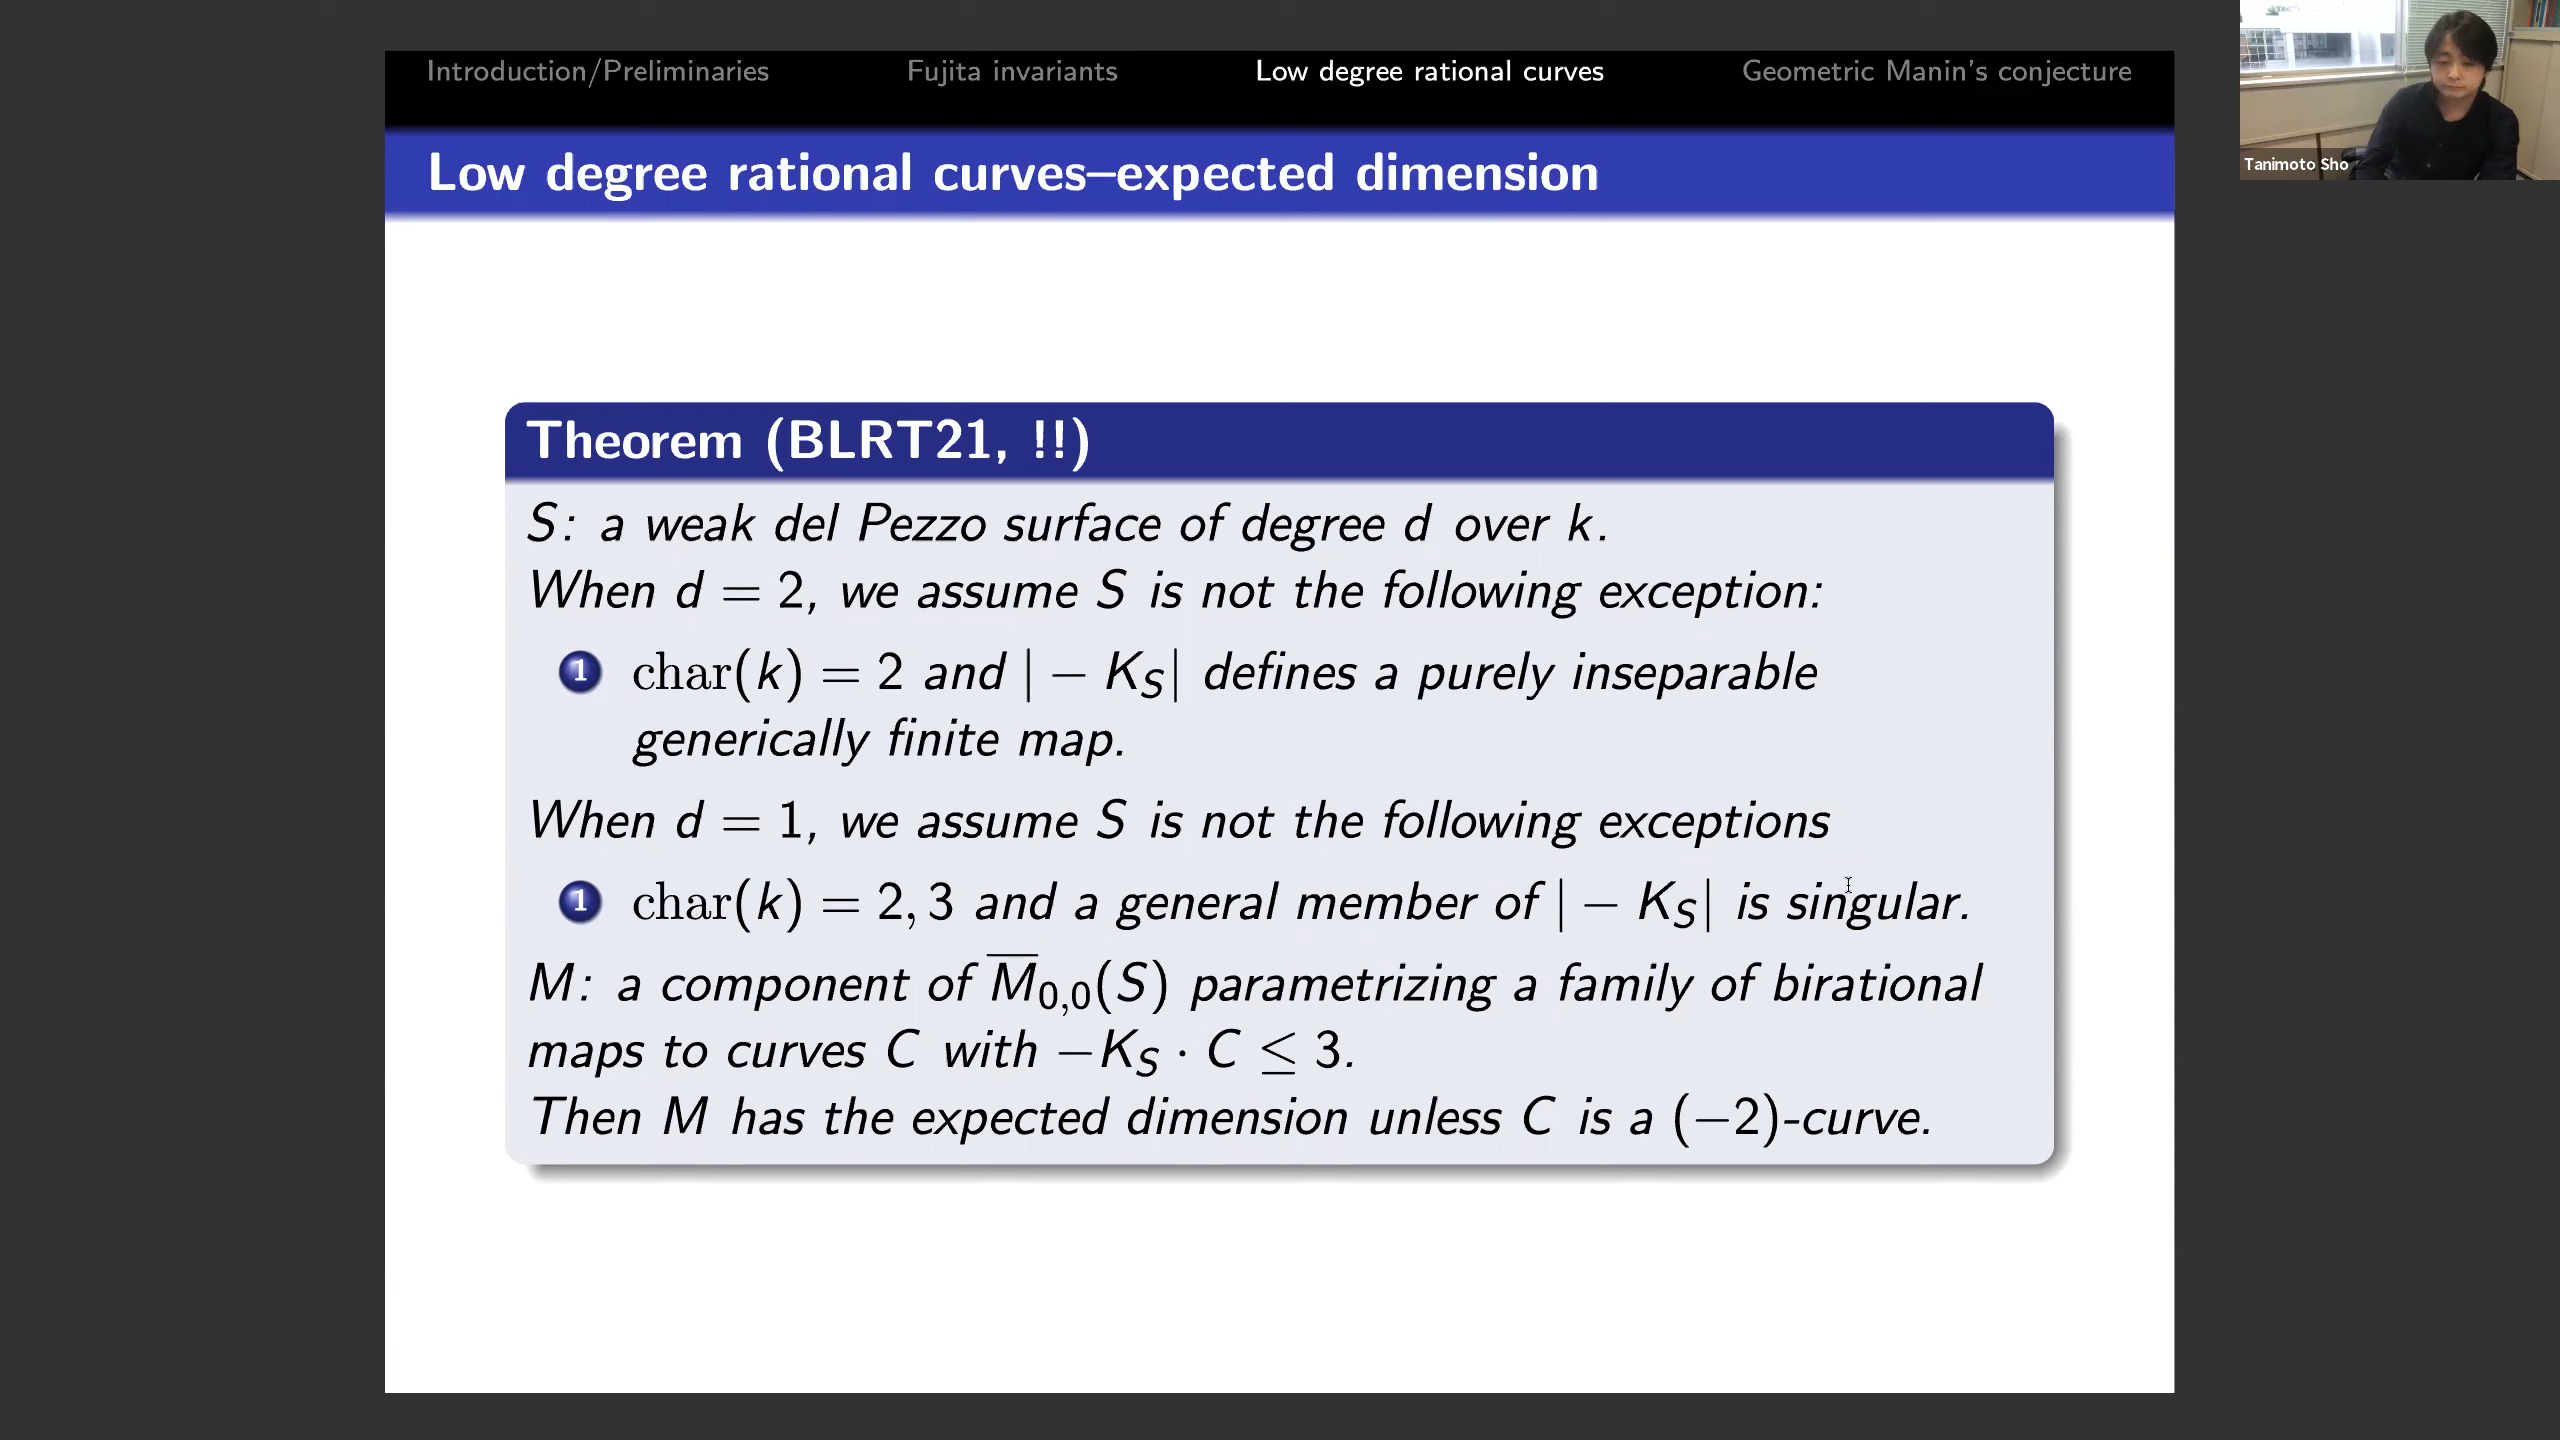 Introduction/Preliminaries Fujita invariants Low degree rational curves Geometric Manin's conjecture
Tanimoto Sho
Low degree rational curves–expected dimension
Theorem (BLRT21, !!)
S: a weak del Pezzo surface of degree d over k.
When d = 2, we assume S is not the following exception:
1 char(k) = 2 and | − K_S| defines a purely inseparable
generically finite map.
When d = 1, we assume S is not the following exceptions
1 char(k) = 2, 3 and a general member of | − K_S| is singular.
M: a component of M̅_{0,0}(S) parametrizing a family of birational
maps to curves C with −K_S · C ≤ 3.
Then M has the expected dimension unless C is a (−2)-curve.